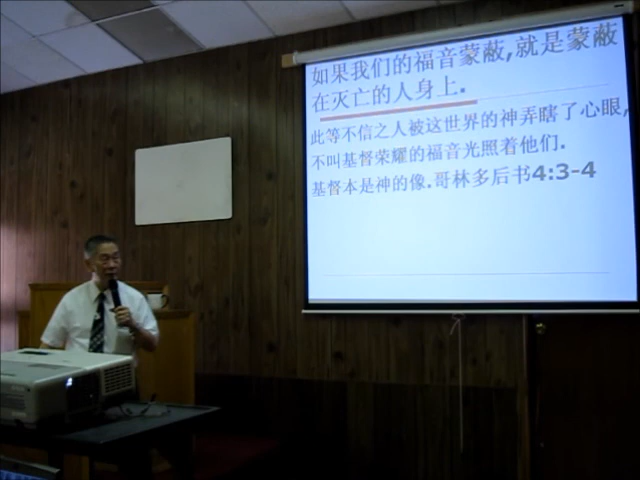 如果我们的福音蒙蔽,就是蒙蔽
在灭亡的人身上.
此等不信之人被这世界的神弄瞎了心眼,
不叫基督荣耀的福音光照着他们.
基督本是神的像.哥林多后书4:3-4